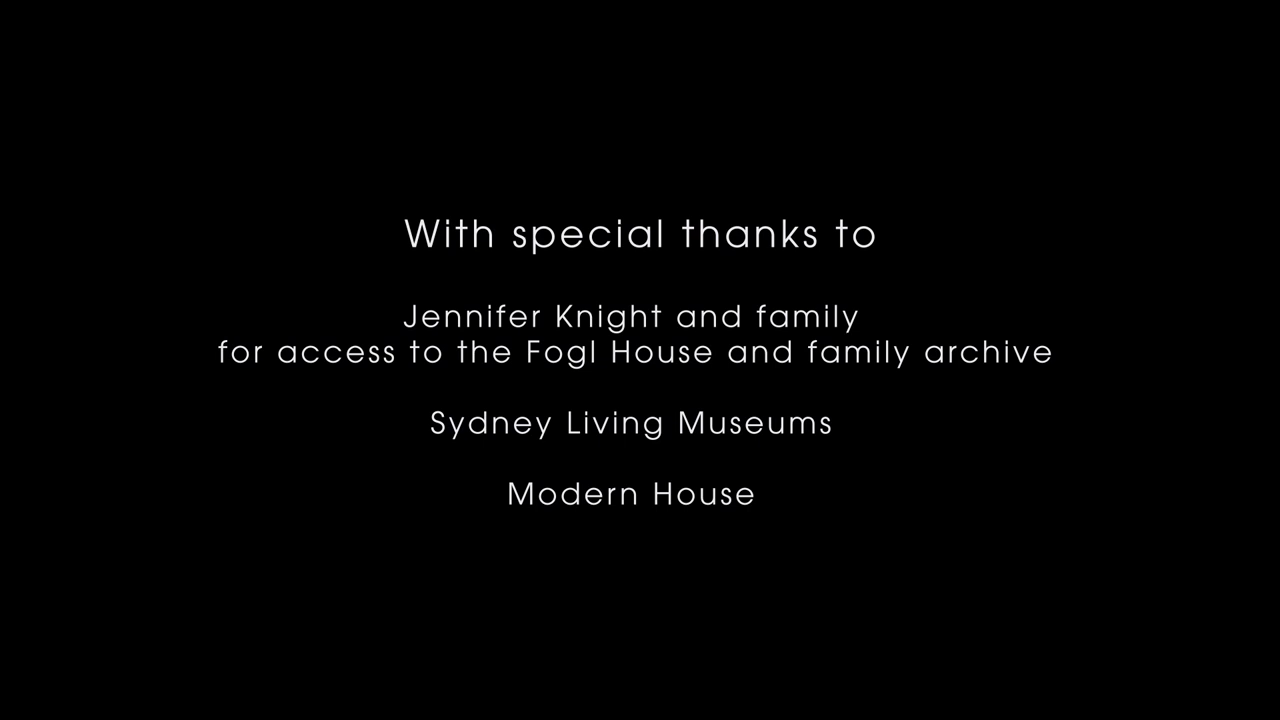 With special thanks to
Jennifer Knight and family
for access to the Fogl House and family archive
Sydney Living Museums
Modern House